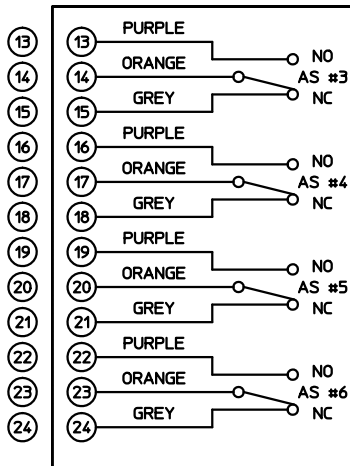 13 13 PURPLE NO
14 14 ORANGE AS #3
15 15 GREY NC
16 16 PURPLE NO
17 17 ORANGE AS #4
18 18 GREY NC
19 19 PURPLE NO
20 20 ORANGE AS #5
21 21 GREY NC
22 22 PURPLE NO
23 23 ORANGE AS #6
24 24 GREY NC